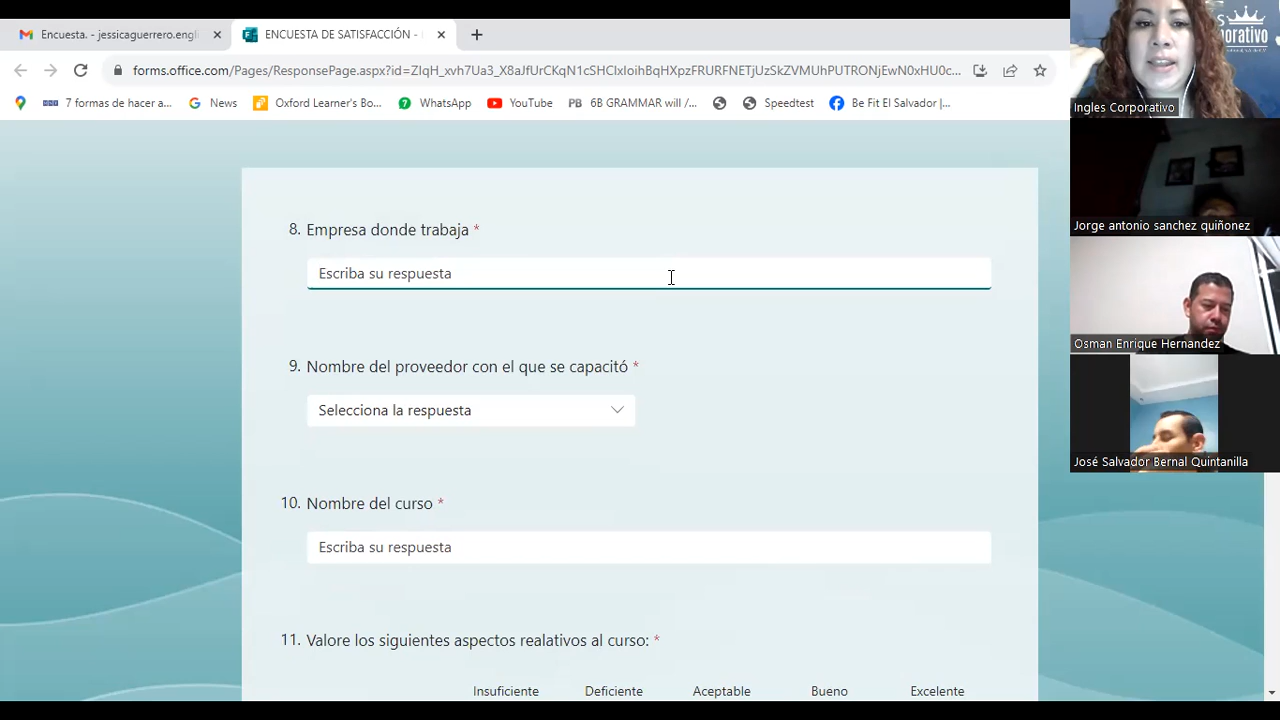 Encuesta. - jessicaguerrero.engl
ENCUESTA DE SATISFACCIÓN -
forms.office.com/Pages/ResponsePage.aspx?id=ZIqH_
7 formas de hacer a...
News
Oxford Learner's Bo...
WhatsApp
YouTube
PB 6B GRAMMAR will /...
Speedtest
Be Fit El Salvador |...
8. Empresa donde trabaja *
Escriba su respuesta
9. Nombre del proveedor con el que se capacitó *
Selecciona la respuesta
10. Nombre del curso *
Escriba su respuesta
11. Valore los siguientes aspectos realativos al curso: *
Insuficiente Deficiente Aceptable Bueno Excelente
Ingles Corporativo
Jorge antonio sanchez quiñonez
Osman Enrique Hernandez
José Salvador Bernal Quintanilla